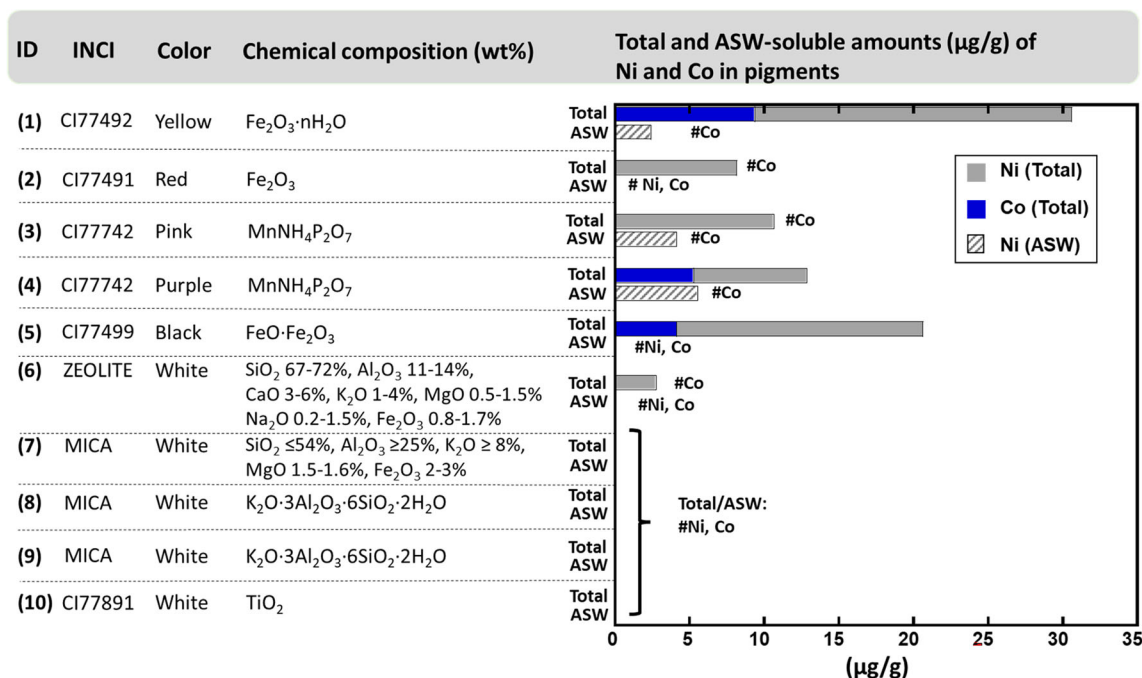 ID INCI Color Chemical composition (wt%) Total and ASW-soluble amounts (µg/g) of
Ni and Co in pigments
(1) CI77492 Yellow Fe₂O₃·nH₂O Total
ASW #Co
(2) CI77491 Red Fe₂O₃ Total #Co
ASW # Ni, Co
(3) CI77742 Pink MnNH₄P₂O₇ Total #Co
ASW #Co
(4) CI77742 Purple MnNH₄P₂O₇ Total
ASW #Co
(5) CI77499 Black FeO·Fe₂O₃ Total
ASW #Ni, Co
(6) ZEOLITE White SiO₂ 67-72%, Al₂O₃ 11-14%,
CaO 3-6%, K₂O 1-4%, MgO 0.5-1.5% Total #Co
Na₂O 0.2-1.5%, Fe₂O₃ 0.8-1.7% ASW #Ni, Co
(7) MICA White SiO₂ ≤54%, Al₂O₃ ≥25%, K₂O ≥ 8%, Total
MgO 1.5-1.6%, Fe₂O₃ 2-3% ASW
(8) MICA White K₂O·3Al₂O₃·6SiO₂·2H₂O Total
ASW
(9) MICA White K₂O·3Al₂O₃·6SiO₂·2H₂O Total
ASW
(10) CI77891 White TiO₂ Total
ASW
Total/ASW:
#Ni, Co
Ni (Total)
Co (Total)
Ni (ASW)
0 5 10 15 20 25 30 35
(µg/g)